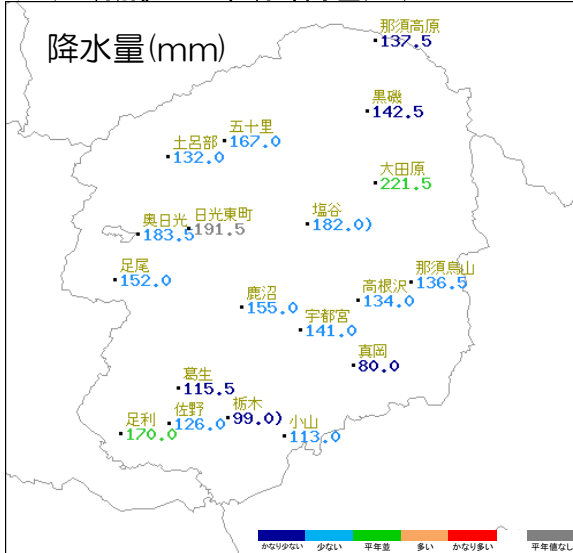 降水量(mm)
那須高原
137.5
黒磯
142.5
五十里
167.0
土呂部
132.0
大田原
221.5
日光東町
191.5
奥日光
183.5
塩谷
182.0)
足尾
152.0
那須烏山
136.5
高根沢
134.0
鹿沼
155.0
宇都宮
141.0
真岡
80.0
葛生
115.5
栃木
99.0)
佐野
126.0
足利
170.0
小山
113.0
かなり少ない 少ない 平年並 多い かなり多い 平年値なし